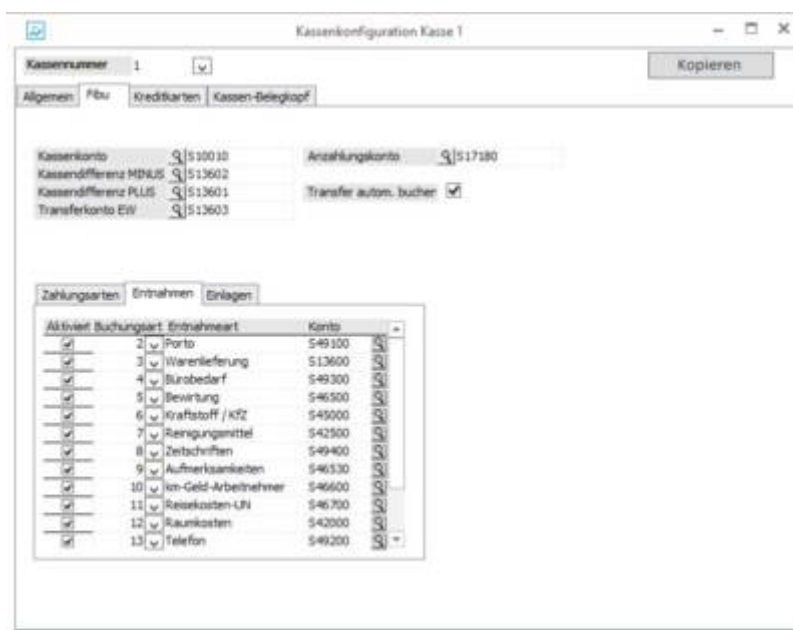 Kassenkonfiguration Kasse 1
Kassennummer 1
Kopieren
Allgemein Fibu Kreditkarten Kassen-Belegkopf
Kassenkonto S10010 Anzahlungskonto S17180
Kassendifferenz MINUS S13602
Kassendifferenz PLUS S13601 Transfer autom. bucher
Transferkonto EW S13603
Zahlungsarten Entnahmen Einlagen
Aktiviert Buchungsart Entnahmeart Konto
2 Porto S49100
3 Warenlieferung S13600
4 Bürobedarf S49300
5 Bewirtung S46500
6 Kraftstoff / KfZ S45000
7 Reinigungsmittel S42500
8 Zeitschriften S49400
9 Aufmerksamkeiten S46530
10 km-Geld-Arbeitnehmer S46600
11 Reisekosten-UN S46700
12 Raumkosten S42000
13 Telefon S49200